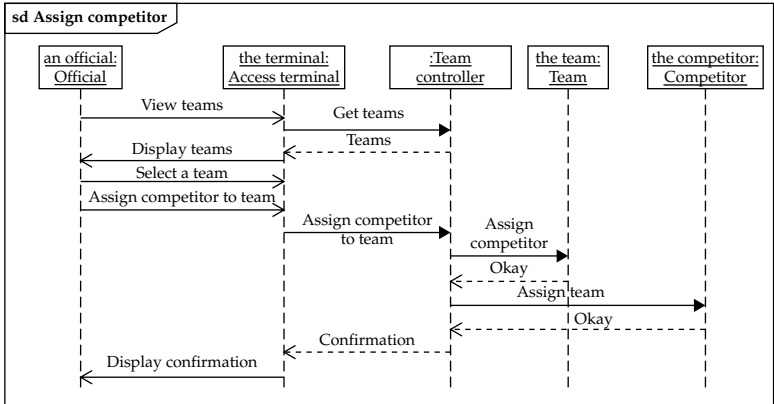 sd Assign competitor
an official:
Official
the terminal:
Access terminal
:Team
controller
the team:
Team
the competitor:
Competitor
View teams
Get teams
Teams
Display teams
Select a team
Assign competitor to team
Assign competitor
to team
Assign
competitor
Okay
Assign team
Okay
Confirmation
Display confirmation